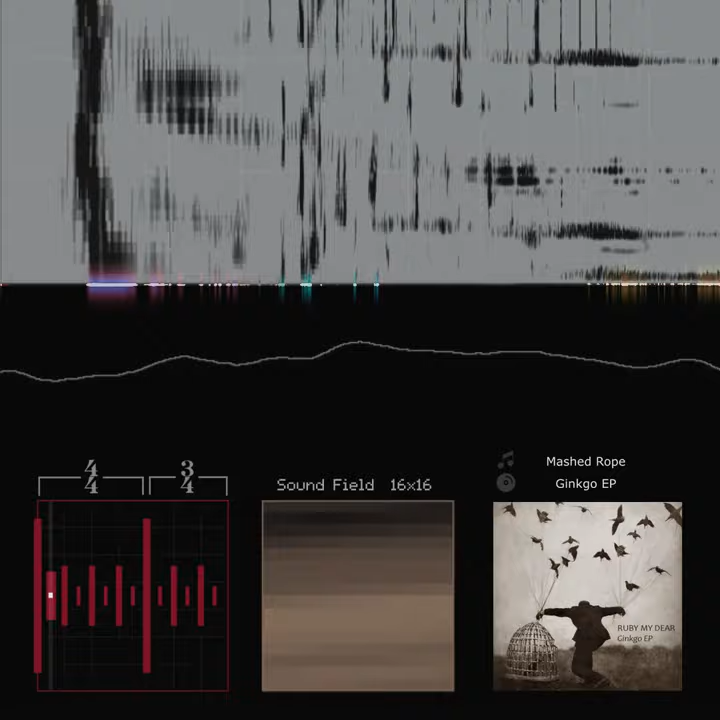 4
4
3
4
Sound Field 16x16
Mashed Rope
Ginkgo EP
RUBY MY DEAR
Ginkgo EP